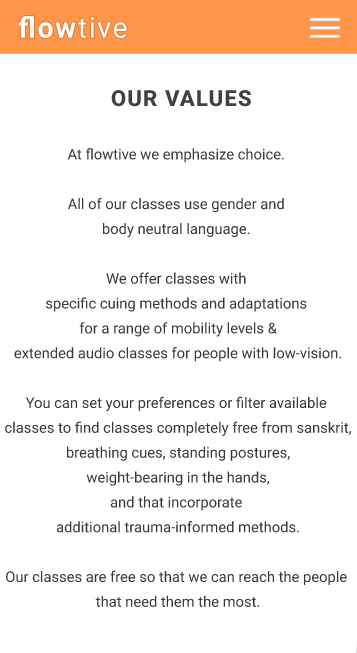 flowtive
OUR VALUES
At flowtive we emphasize choice.
All of our classes use gender and
body neutral language.
We offer classes with
specific cuing methods and adaptations
for a range of mobility levels &
extended audio classes for people with low-vision.
You can set your preferences or filter available
classes to find classes completely free from sanskrit,
breathing cues, standing postures,
weight-bearing in the hands,
and that incorporate
additional trauma-informed methods.
Our classes are free so that we can reach the people
that need them the most.